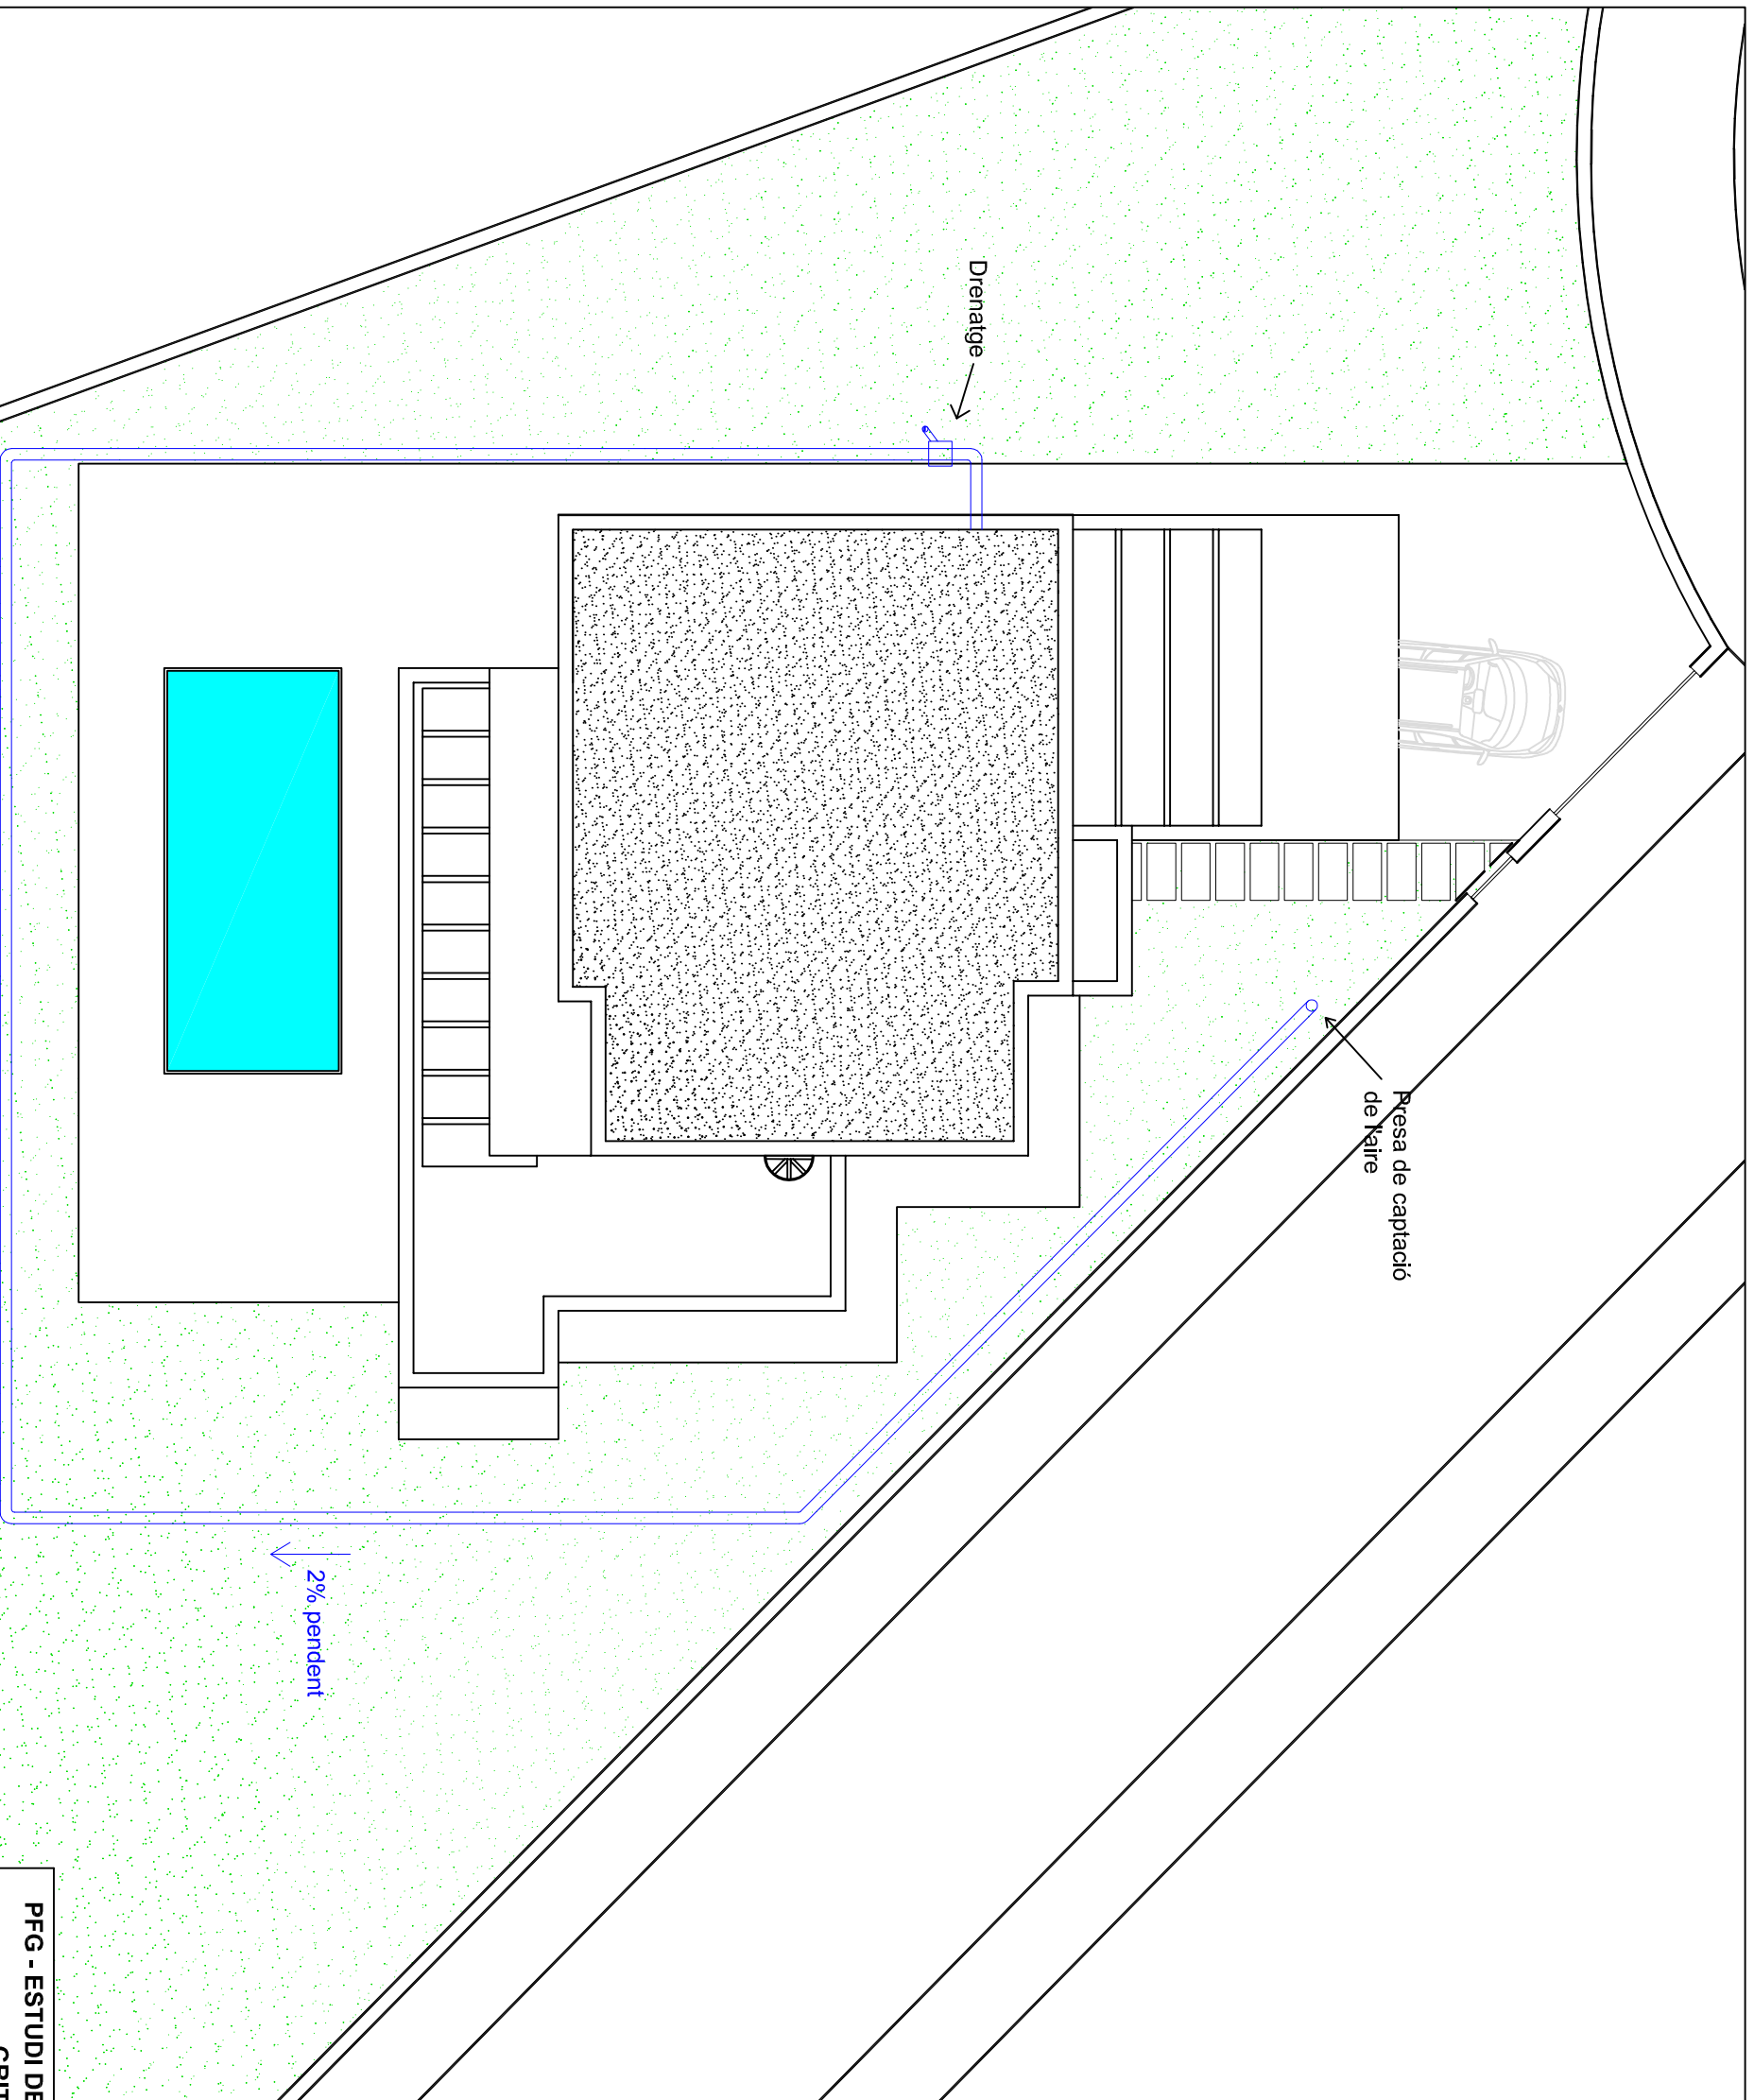 Drenatge
Presa de captació
de l'aire
2% pendent
PFG - ESTUDI DE